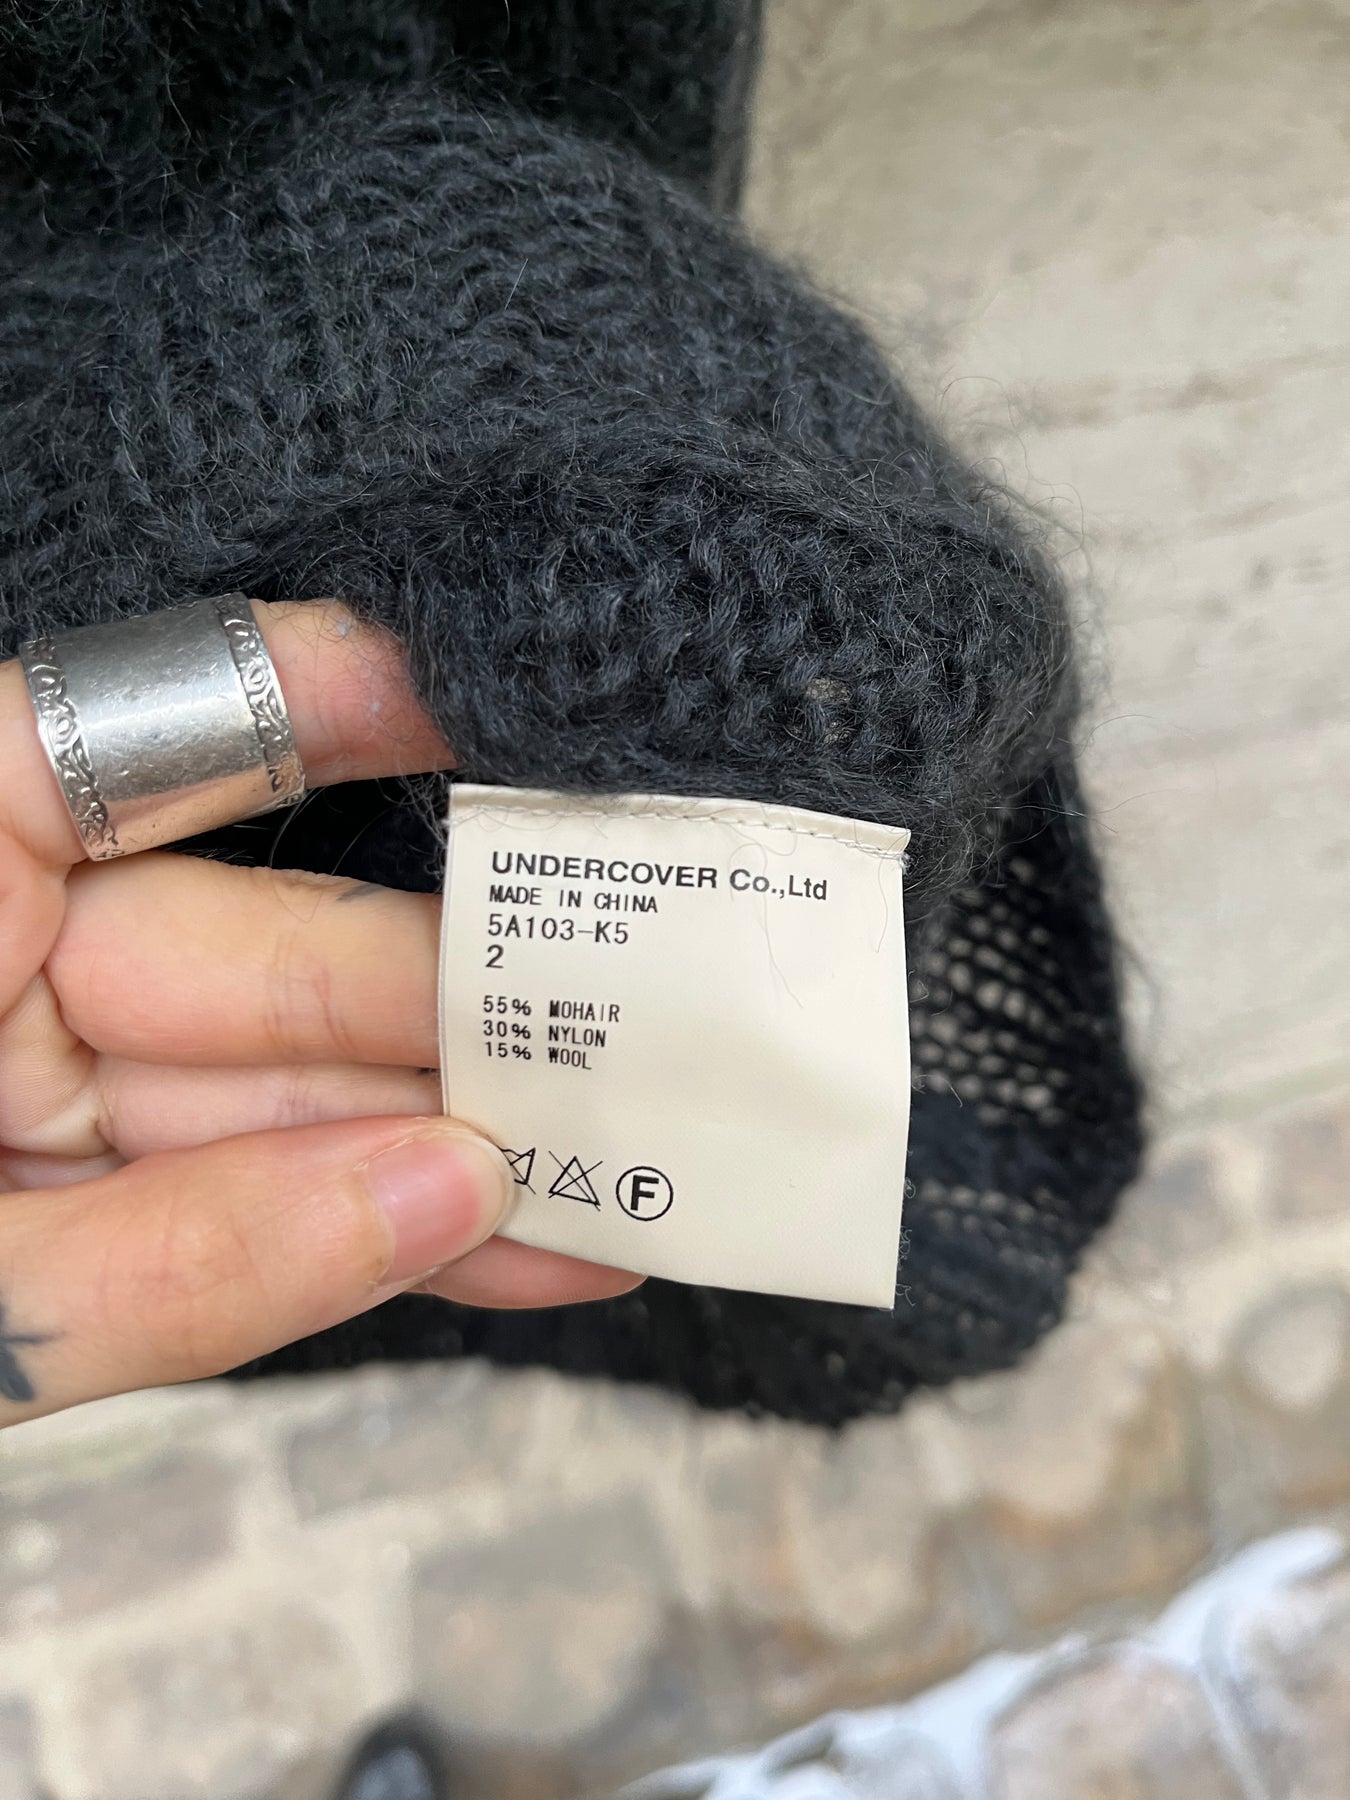 UNDERCOVER Co.,Ltd
MADE IN CHINA
5A103-K5
2
55% MOHAIR
30% NYLON
15% WOOL
F